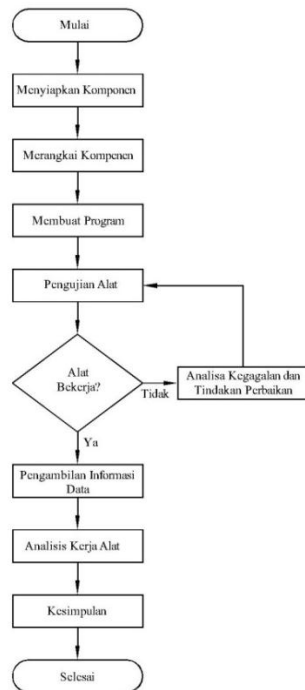 Mulai
Menyiapkan Komponen
Merangkai Komponen
Membuat Program
Pengujian Alat
Alat
Bekerja?
Tidak
Analisa Kegagalan dan
Tindakan Perbaikan
Ya
Pengambilan Informasi
Data
Analisis Kerja Alat
Kesimpulan
Selesai